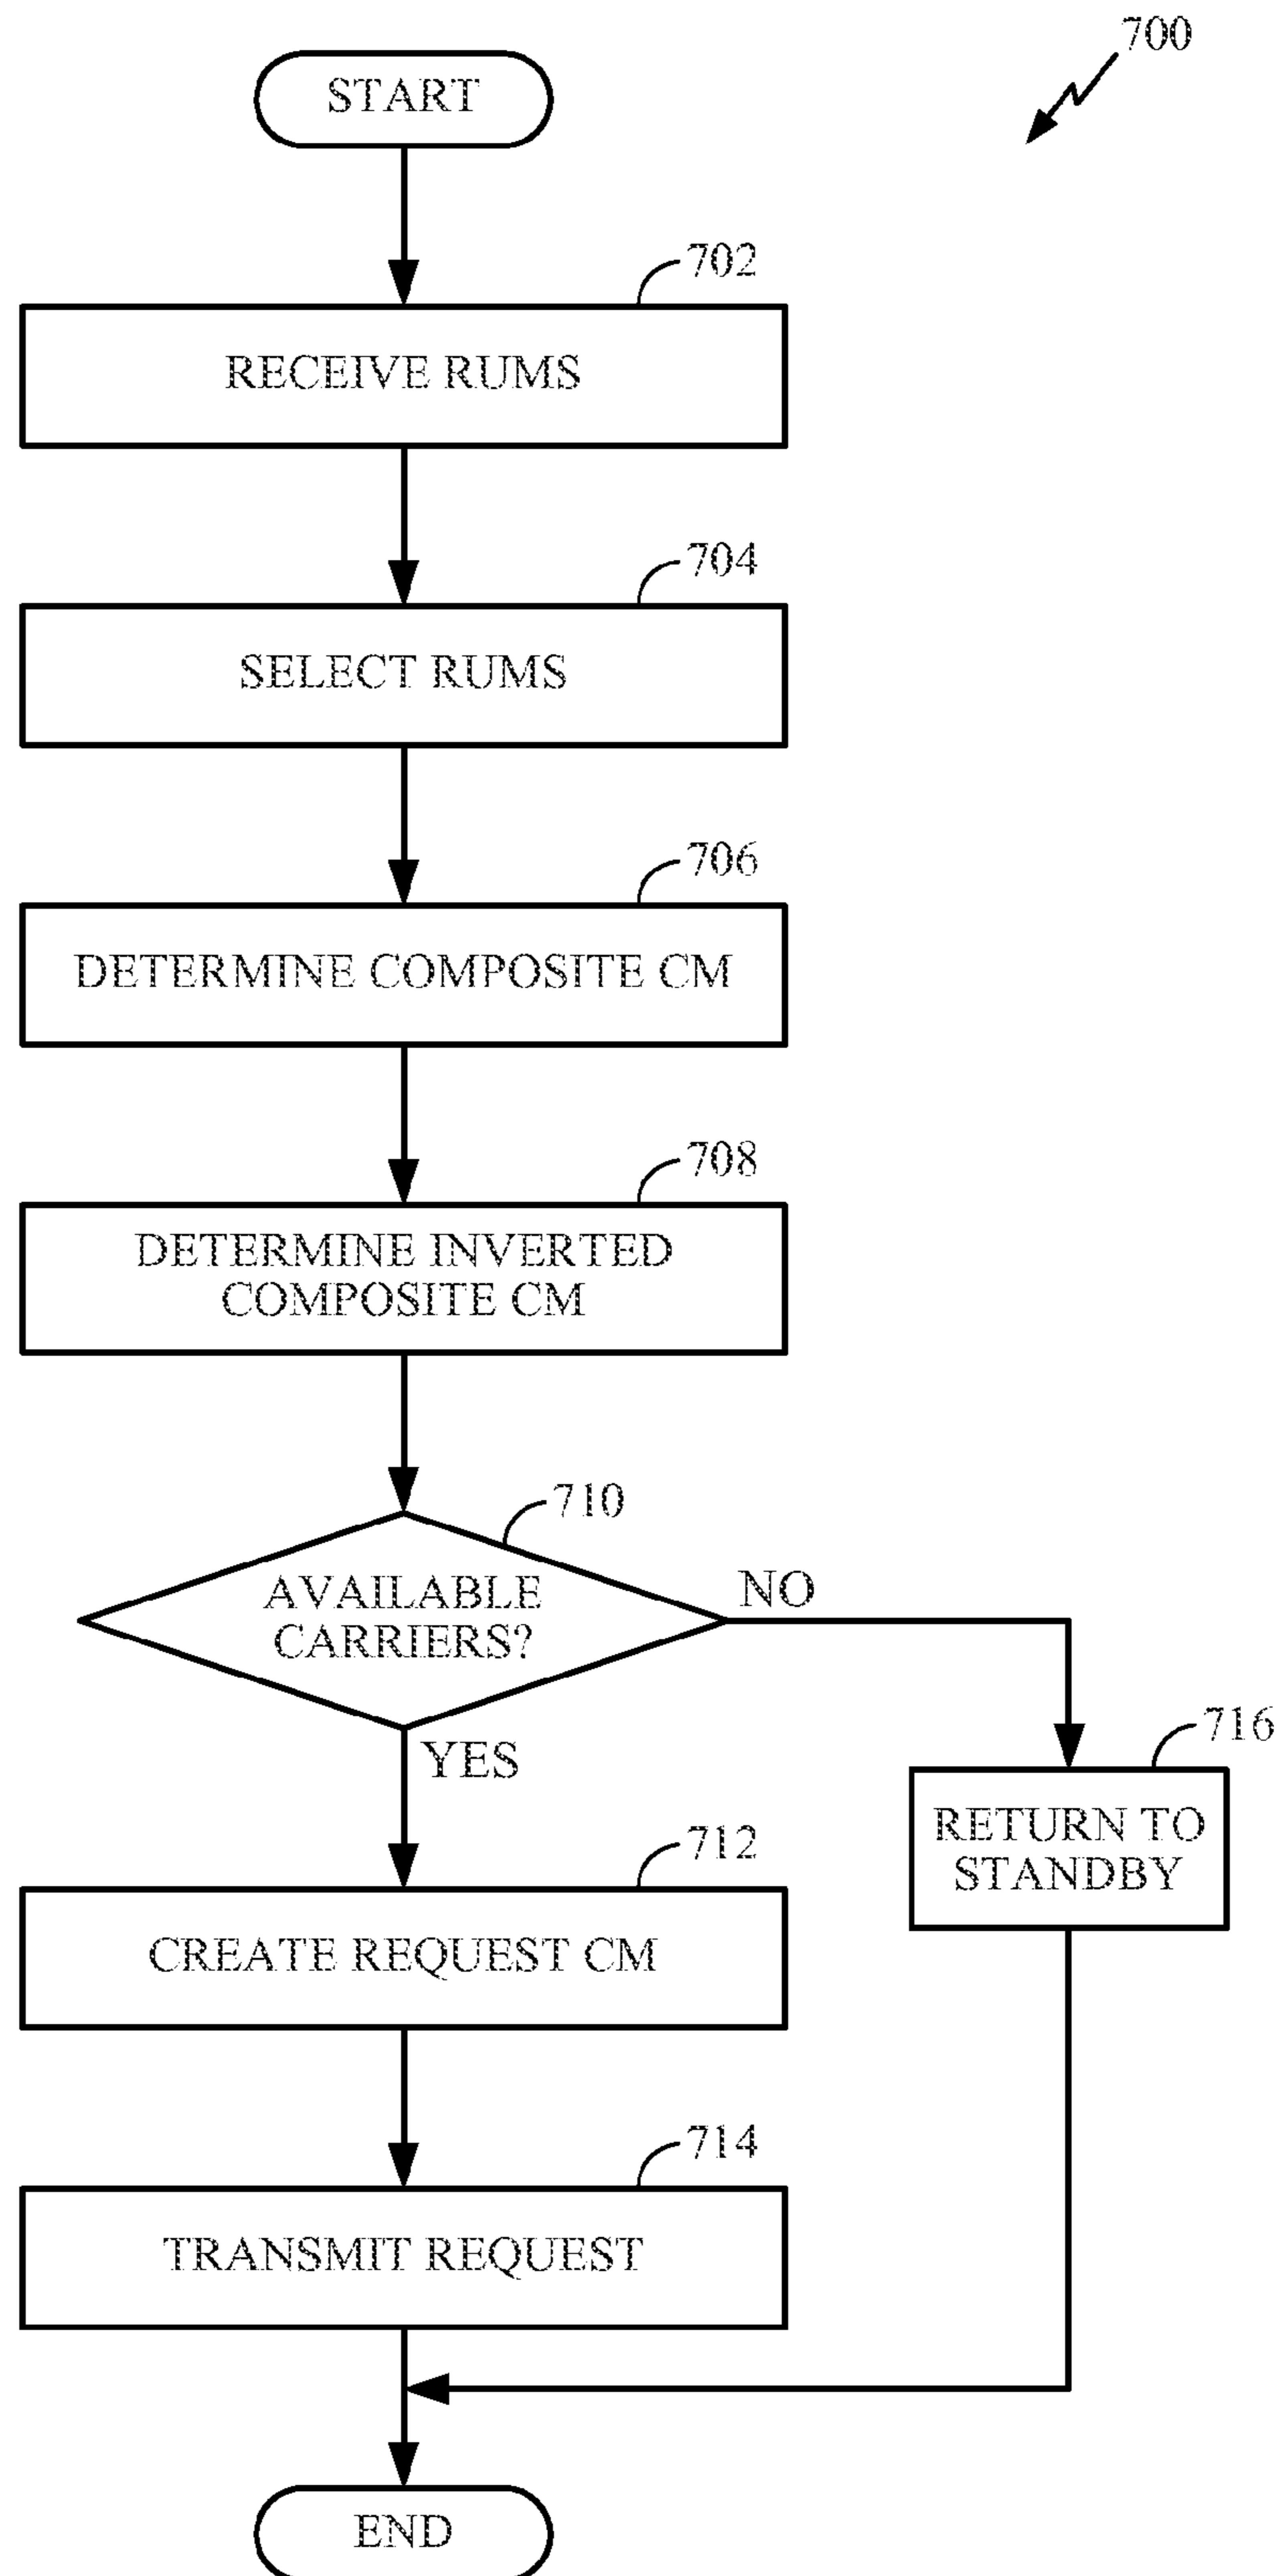 700
START
702
RECEIVE RUMS
704
SELECT RUMS
706
DETERMINE COMPOSITE CM
708
DETERMINE INVERTED
COMPOSITE CM
710
AVAILABLE
CARRIERS?
NO
YES
716
RETURN TO
STANDBY
712
CREATE REQUEST CM
714
TRANSMIT REQUEST
END